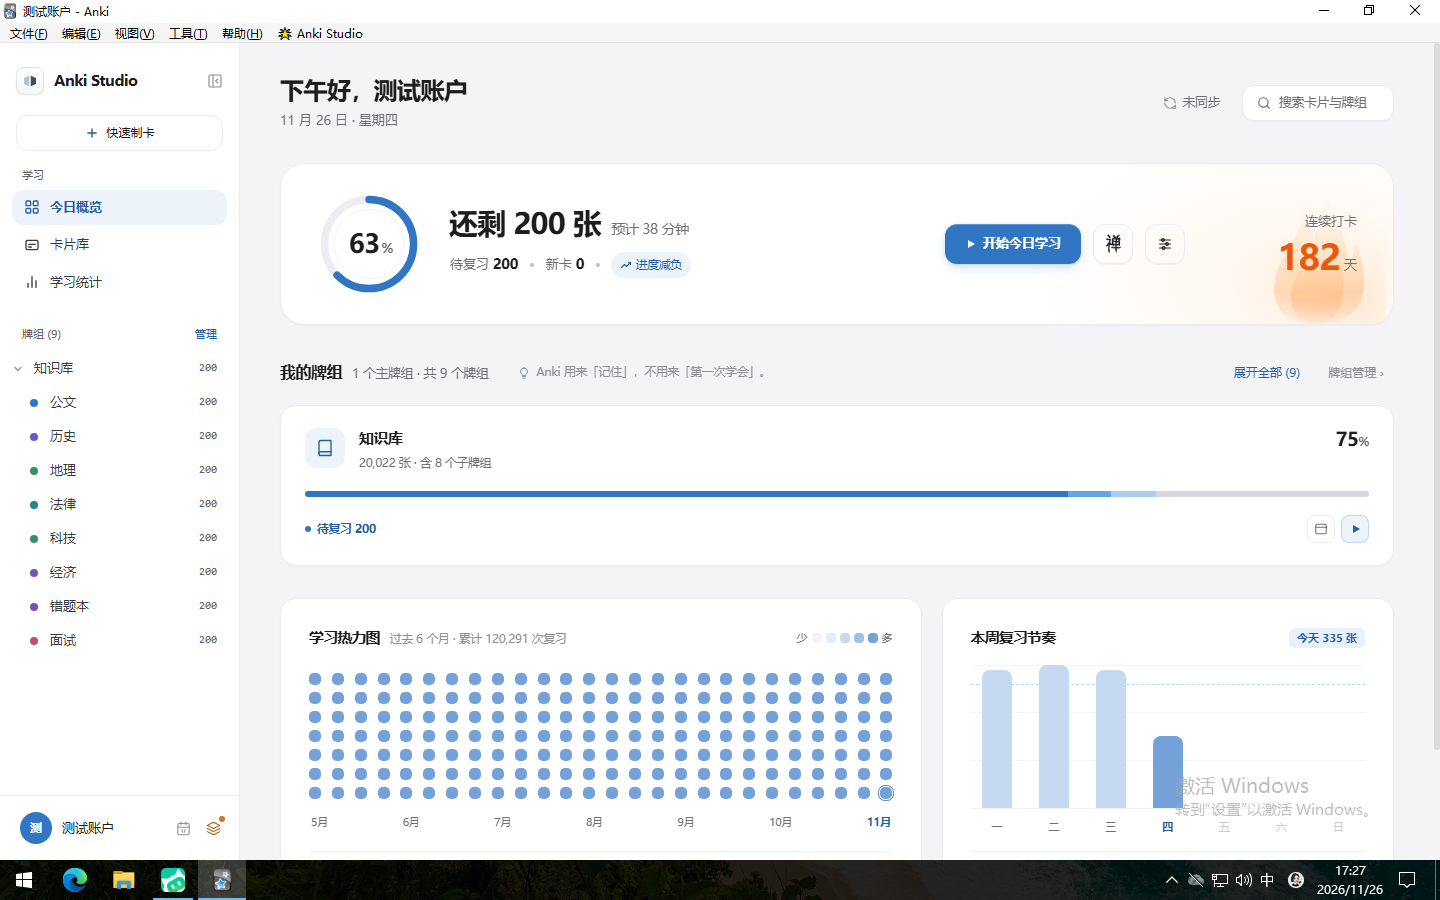 测试账户 - Anki
文件(F) 编辑(E) 视图(V) 工具(T) 帮助(H) Anki Studio
Anki Studio
快速制卡
学习
今日概览
卡片库
学习统计
牌组 (9) 管理
知识库 200
公文 200
历史 200
地理 200
法律 200
科技 200
经济 200
错题本 200
面试 200
测 测试账户
下午好，测试账户
11 月 26 日 · 星期四
未同步
搜索卡片与牌组
63%
还剩 200 张 预计 38 分钟
待复习 200 • 新卡 0 • 进度减负
开始今日学习
禅
连续打卡
182 天
我的牌组 1 个主牌组 · 共 9 个牌组 Anki 用来「记住」，不用来「第一次学会」。
展开全部 (9) 牌组管理 ›
知识库
20,022 张 · 含 8 个子牌组
75%
待复习 200
学习热力图 过去 6 个月 · 累计 120,291 次复习
少 多
5月 6月 7月 8月 9月 10月 11月
本周复习节奏 今天 335 张
一 二 三 四 五 六 日
激活 Windows
转到"设置"以激活 Windows。
中
17:27
2026/11/26